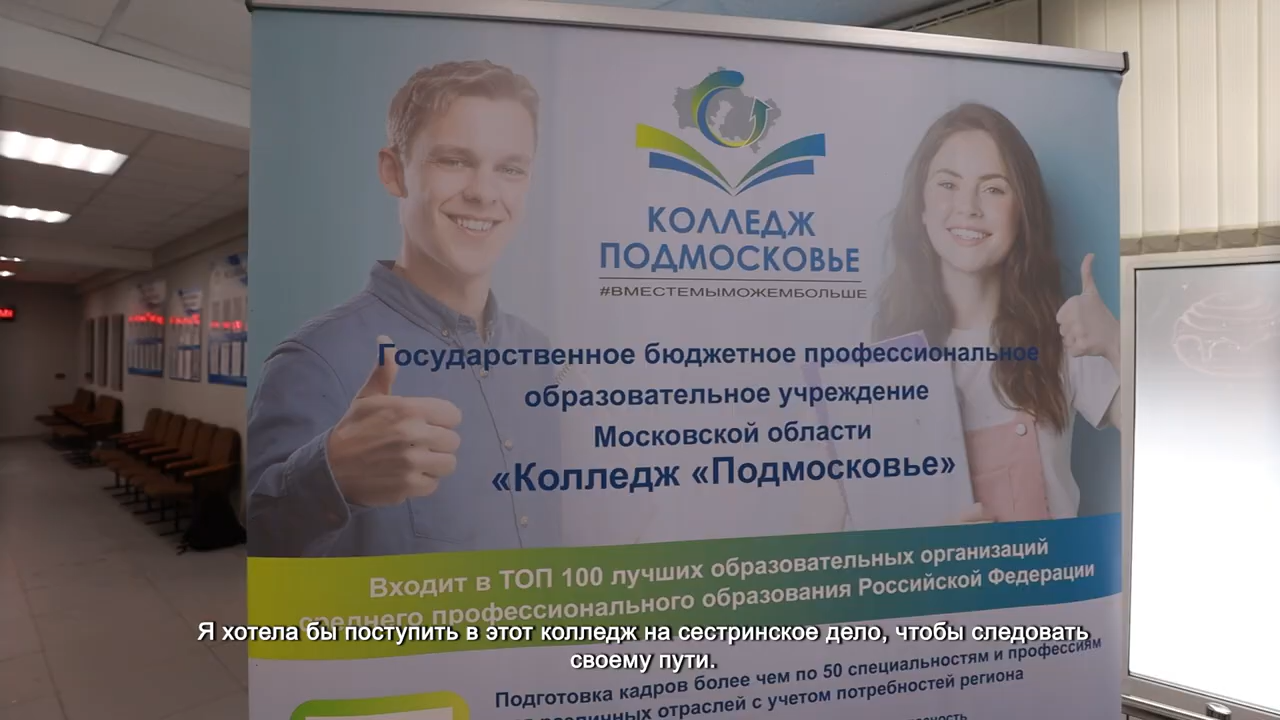 КОЛЛЕДЖ
ПОДМОСКОВЬЕ
#ВМЕСТЕМЫМОЖЕМБОЛЬШЕ
Государственное бюджетное профессиональное
образовательное учреждение
Московской области
«Колледж «Подмосковье»
Входит в ТОП 100 лучших образовательных организаций
среднего профессионального образования Российской Федерации
Я хотела бы поступить в этот колледж на сестринское дело, чтобы следовать
своему пути.
Подготовка кадров более чем по 50 специальностям и профессиям
различных отраслей с учетом потребностей региона